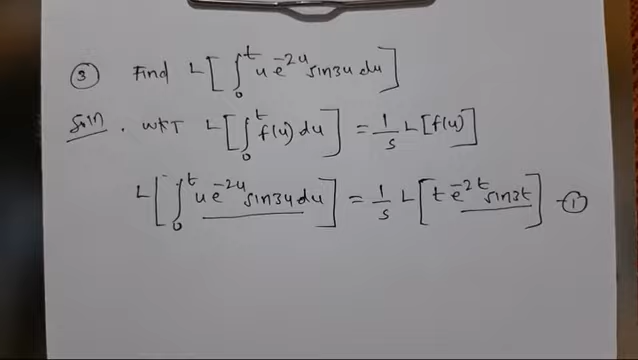 ③ Find L[∫₀ᵗ u e⁻²ᵘ sin3u du]
Soln. WKT L[∫₀ᵗ f(u) du] = 1/s L[f(u)]
L[∫₀ᵗ u e⁻²ᵘ sin3u du] = 1/s L[t e⁻²ᵗ sin3t] -①